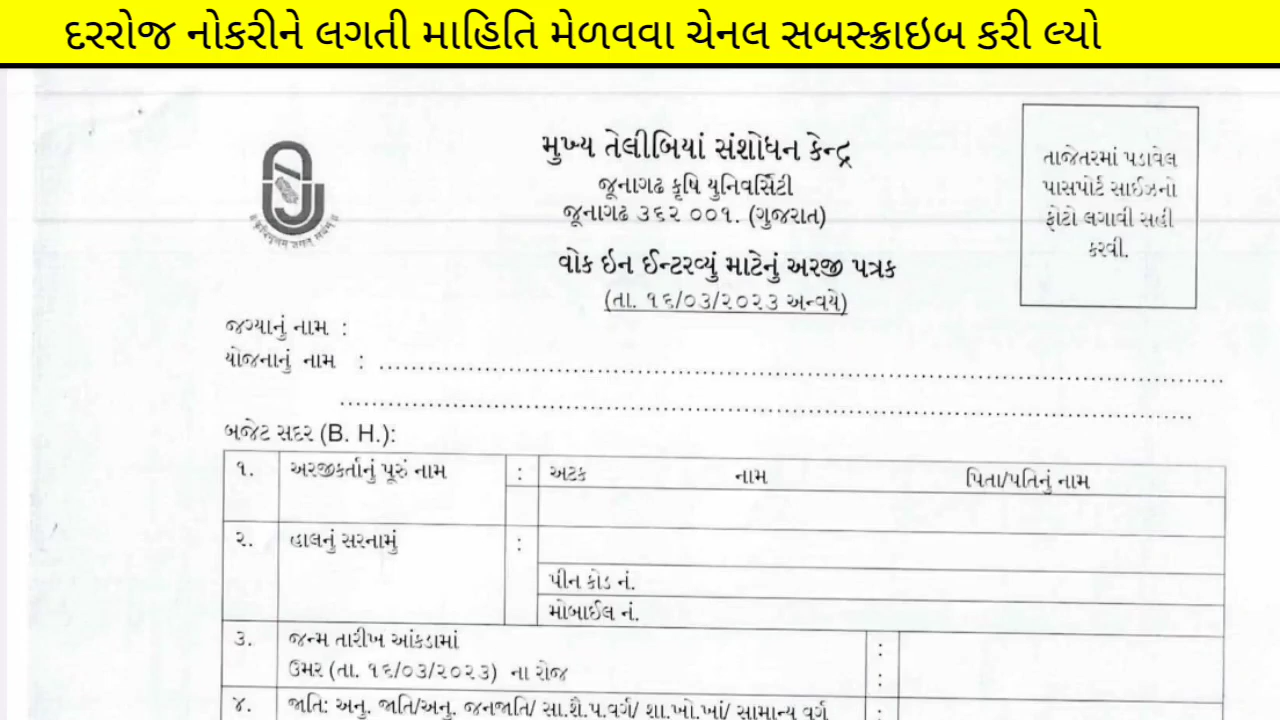 દરરોજ નોકરીને લગતી માહિતિ મેળવવા ચેનલ સબસ્ક્રાઇબ કરી લ્યો
મુખ્ય તેલીબિયાં સંશોધન કેન્દ્ર
જૂનાગઢ કૃષિ યુનિવર્સિટી
જૂનાગઢ ૩૬૨ ૦૦૧. (ગુજરાત)
વોક ઇન ઈન્ટરવ્યું માટેનું અરજી પત્રક
(તા. ૧૬/૦૩/૨૦૨૩ અન્વયે)
તાજેતરમાં પડાવેલ
પાસપોર્ટ સાઈઝનો
ફોટો લગાવી સહી
કરવી.
જગ્યાનું નામ :
યોજનાનું નામ :
બજેટ સદર (B. H.):
૧. અરજીકર્તાનું પૂરું નામ : અટક નામ પિતા/પતિનું નામ
૨. હાલનું સરનામું :
પીન કોડ નં.
મોબાઈલ નં.
૩. જન્મ તારીખ આંકડામાં :
ઉમર (તા. ૧૬/૦૩/૨૦૨૩) ના રોજ :
૪. જાતિ: અનુ. જાતિ/અનુ. જનજાતિ/ સા.શૈ.પ.વર્ગ/ શા.ખો.ખાં/ સામાન્ય વર્ગ :